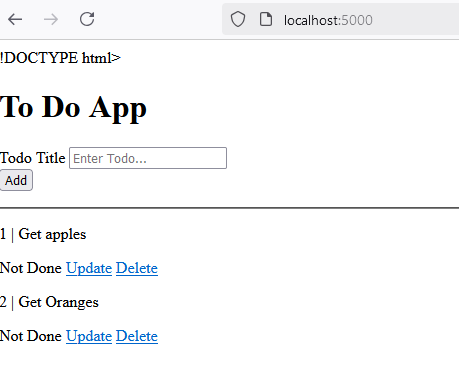 localhost:5000
!DOCTYPE html>
To Do App
Todo Title Enter Todo...
Add
1 | Get apples
Not Done Update Delete
2 | Get Oranges
Not Done Update Delete